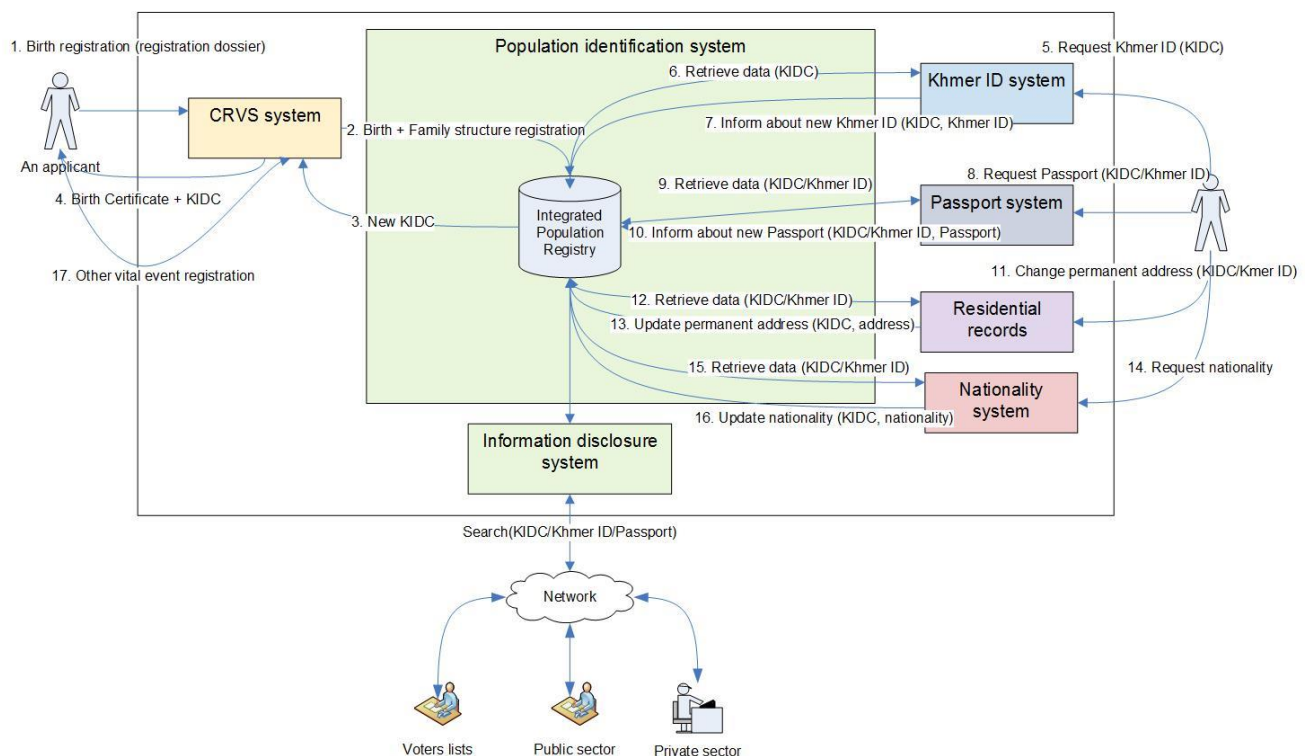 1. Birth registration (registration dossier)
Population identification system
5. Request Khmer ID (KIDC)
6. Retrieve data (KIDC)
Khmer ID system
CRVS system
2. Birth + Family structure registration
7. Inform about new Khmer ID (KIDC, Khmer ID)
An applicant
4. Birth Certificate + KIDC
9. Retrieve data (KIDC/Khmer ID)
8. Request Passport (KIDC/Khmer ID)
Passport system
3. New KIDC
Integrated
Population
Registry
10. Inform about new Passport (KIDC/Khmer ID, Passport)
17. Other vital event registration
11. Change permanent address (KIDC/Kmer ID)
12. Retrieve data (KIDC/Khmer ID)
Residential
records
13. Update permanent address (KIDC, address)
15. Retrieve data (KIDC/Khmer ID)
14. Request nationality
Nationality
system
16. Update nationality (KIDC, nationality)
Information disclosure
system
Search(KIDC/Khmer ID/Passport)
Network
Voters lists
Public sector
Private sector